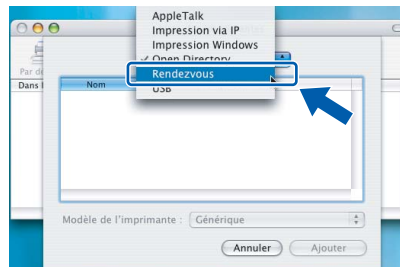 AppleTalk
Impression via IP
Impression Windows
✓ Open Directory
Rendezvous
USB
Par dé
Dans l
Nom
Modèle de l'imprimante : Générique
Annuler
Ajouter